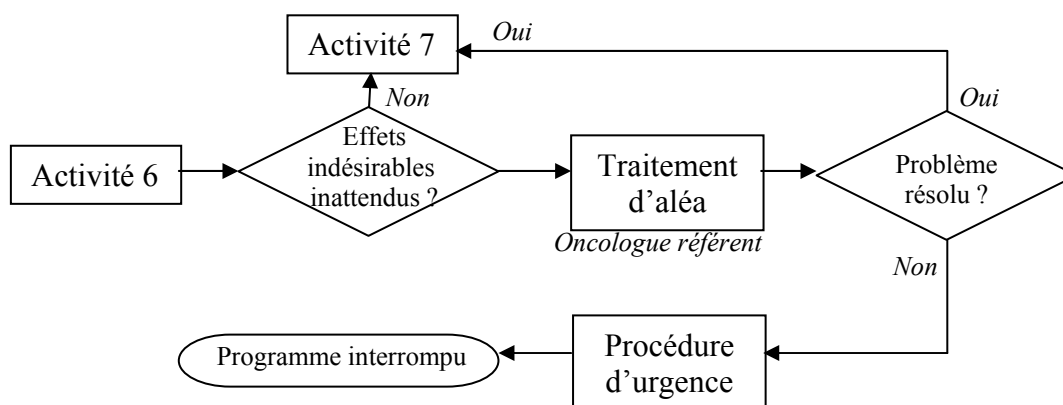 Activité 7
Oui
Non
Oui
Activité 6
Effets
indésirables
inattendus ?
Traitement
d'aléa
Oncologue référent
Problème
résolu ?
Non
Programme interrompu
Procédure
d'urgence